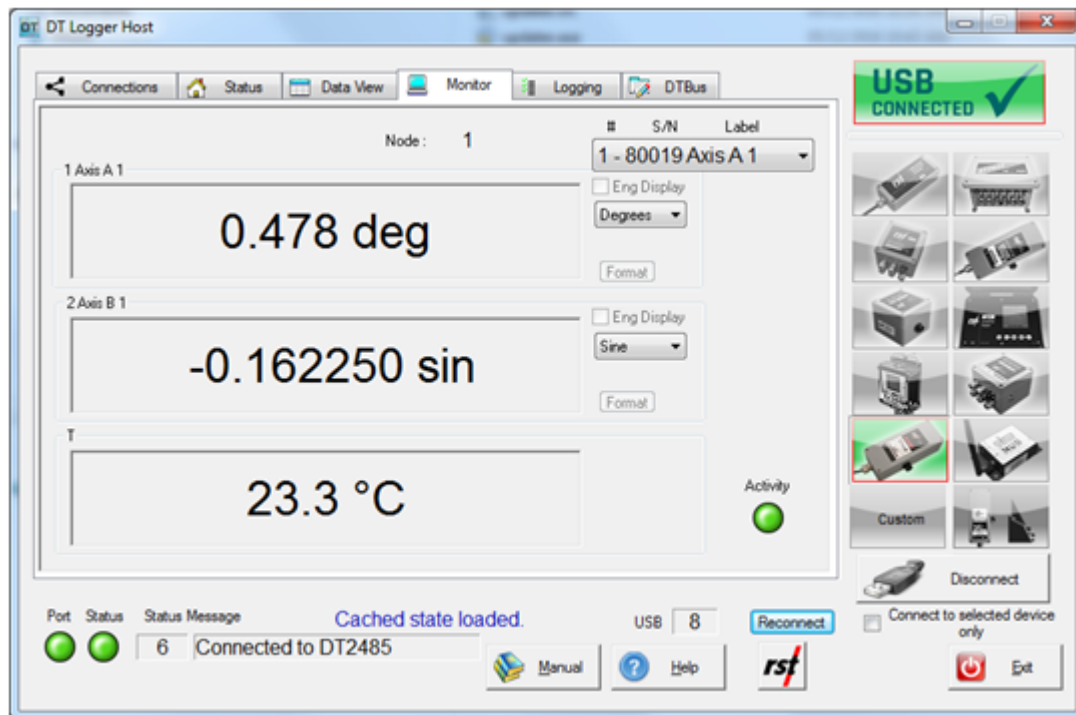 DT DT Logger Host
Connections Status Data View Monitor Logging DTBus
USB
CONNECTED
Node : 1
# S/N Label
1 - 80019 Axis A 1
1 Axis A 1
0.478 deg
Eng Display
Degrees
Format
2 Axis B 1
-0.162250 sin
Eng Display
Sine
Format
T
23.3 °C
Activity
Custom
Disconnect
Port Status Status Message Cached state loaded. USB 8 Reconnect
Connect to selected device
only
6 Connected to DT2485
Manual Help rst Exit